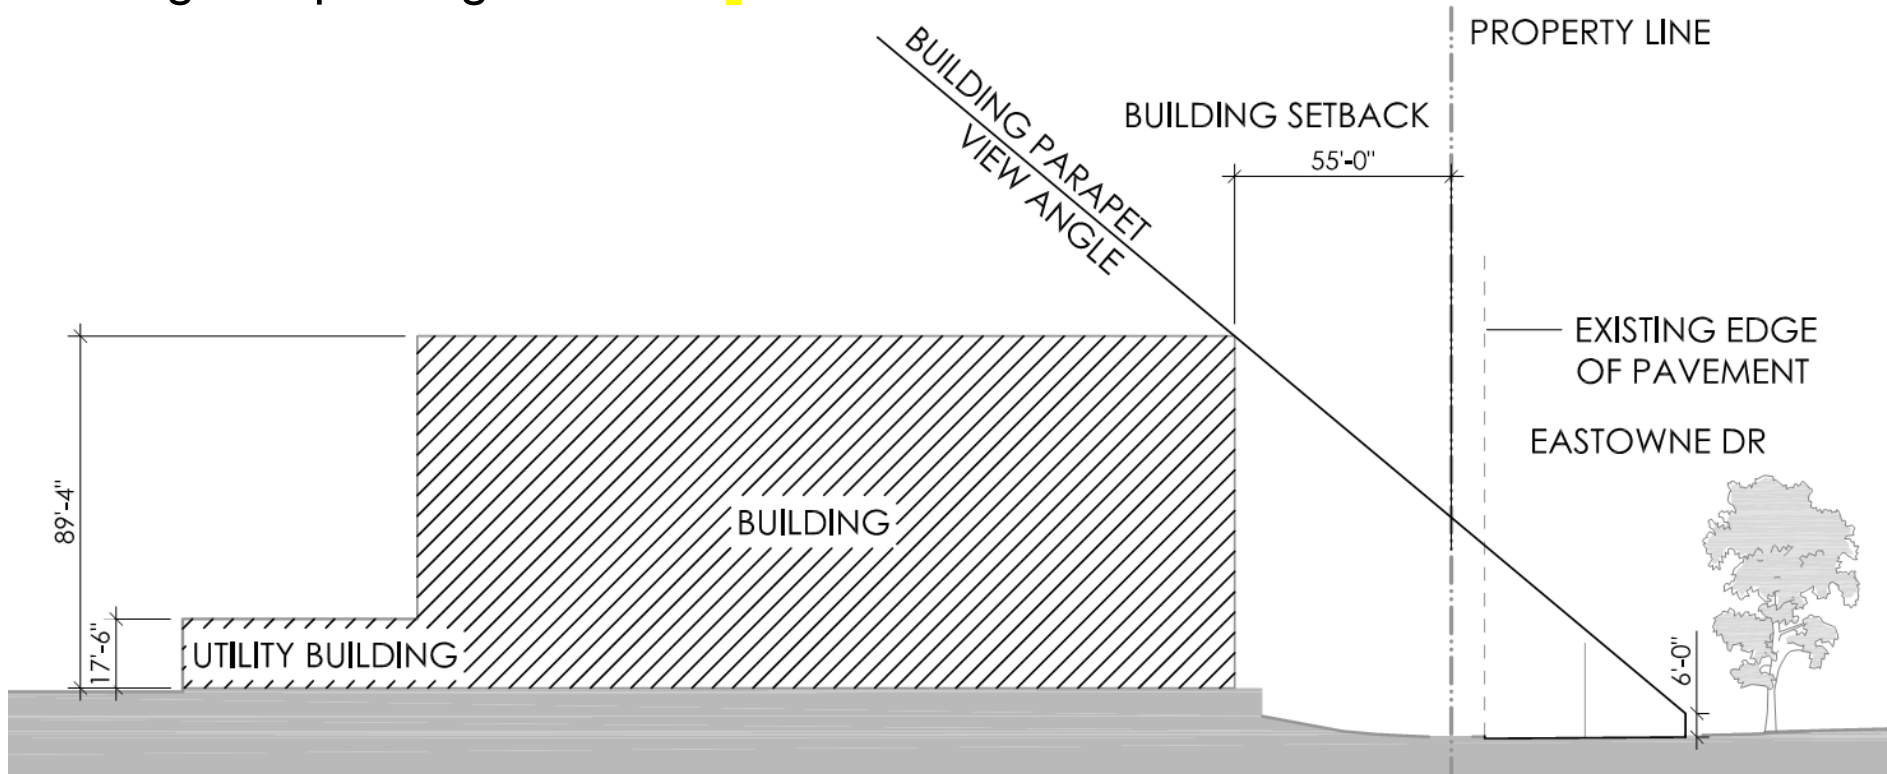 PROPERTY LINE
BUILDING PARAPET
VIEW ANGLE
BUILDING SETBACK
55'-0"
EXISTING EDGE
OF PAVEMENT
EASTOWNE DR
89'-4"
BUILDING
17'-6"
UTILITY BUILDING
6'-0"